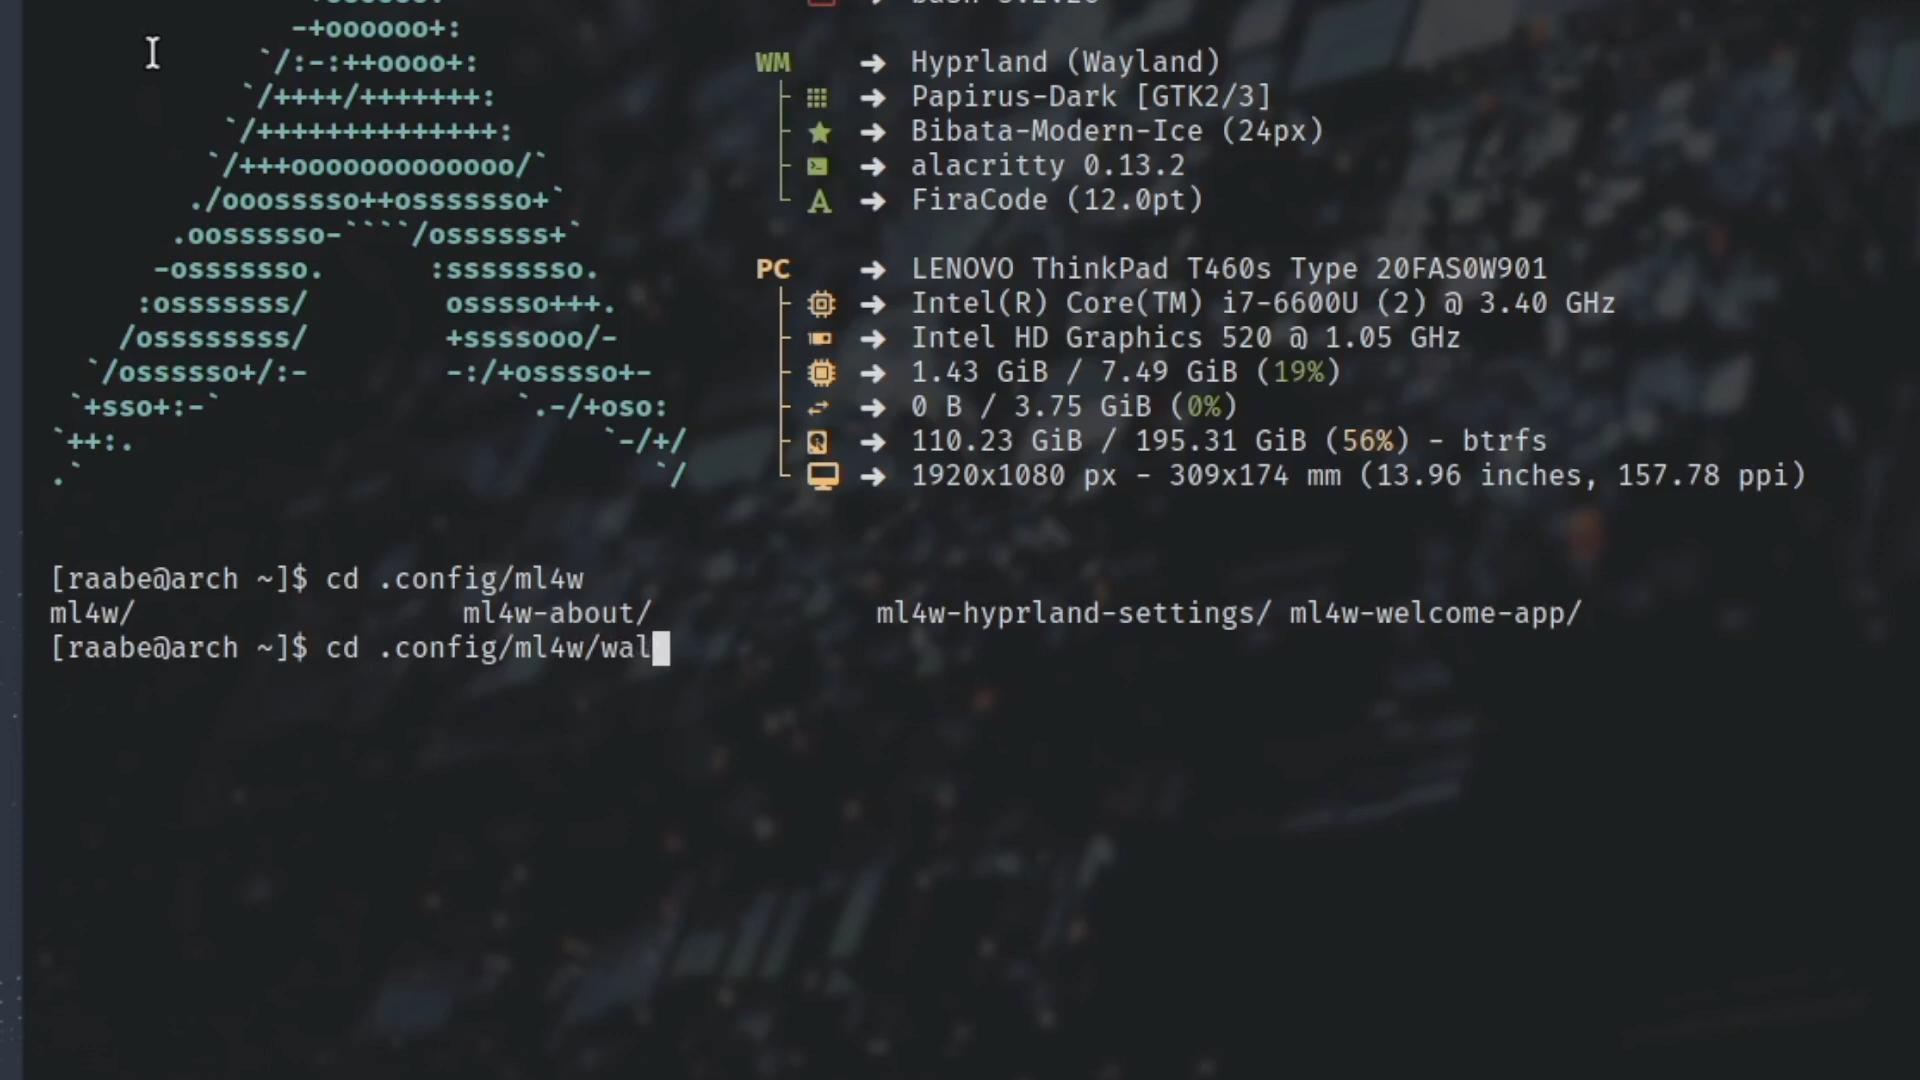 WM ➜ Hyprland (Wayland)
➜ Papirus-Dark [GTK2/3]
➜ Bibata-Modern-Ice (24px)
➜ alacritty 0.13.2
➜ FiraCode (12.0pt)
PC ➜ LENOVO ThinkPad T460s Type 20FAS0W901
➜ Intel(R) Core(TM) i7-6600U (2) @ 3.40 GHz
➜ Intel HD Graphics 520 @ 1.05 GHz
➜ 1.43 GiB / 7.49 GiB (19%)
➜ 0 B / 3.75 GiB (0%)
➜ 110.23 GiB / 195.31 GiB (56%) - btrfs
➜ 1920x1080 px - 309x174 mm (13.96 inches, 157.78 ppi)
[raabe@arch ~]$ cd .config/ml4w
ml4w/ ml4w-about/ ml4w-hyprland-settings/ ml4w-welcome-app/
[raabe@arch ~]$ cd .config/ml4w/wal